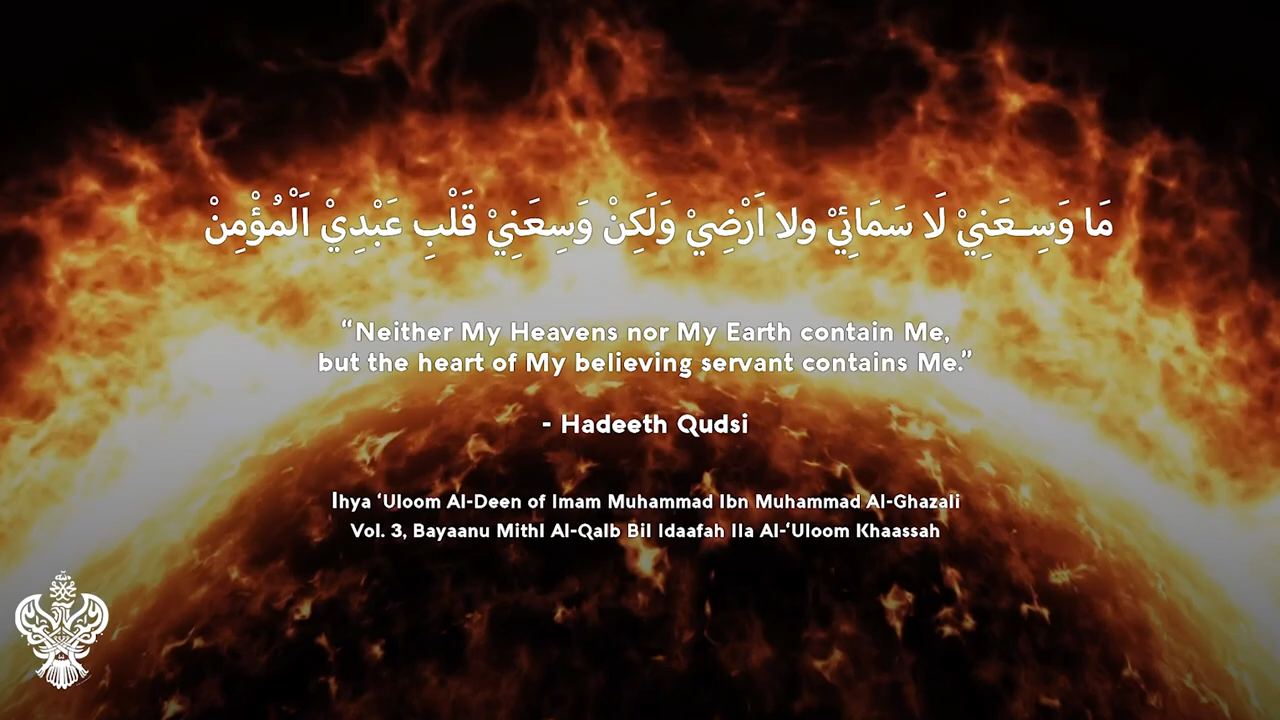 مَا وَسِـعَنِيْ لَا سَمَائِيْ ولا اَرْضِيْ وَلَكِنْ وَسِعَنِيْ قَلْبِ عَبْدِيْ اَلْمُؤْمِنْ
“Neither My Heavens nor My Earth contain Me,
but the heart of My believing servant contains Me.”
- Hadeeth Qudsi
Ihya ‘Uloom Al-Deen of Imam Muhammad Ibn Muhammad Al-Ghazali
Vol. 3, Bayaanu Mithl Al-Qalb Bil Idaafah Ila Al-‘Uloom Khaassah